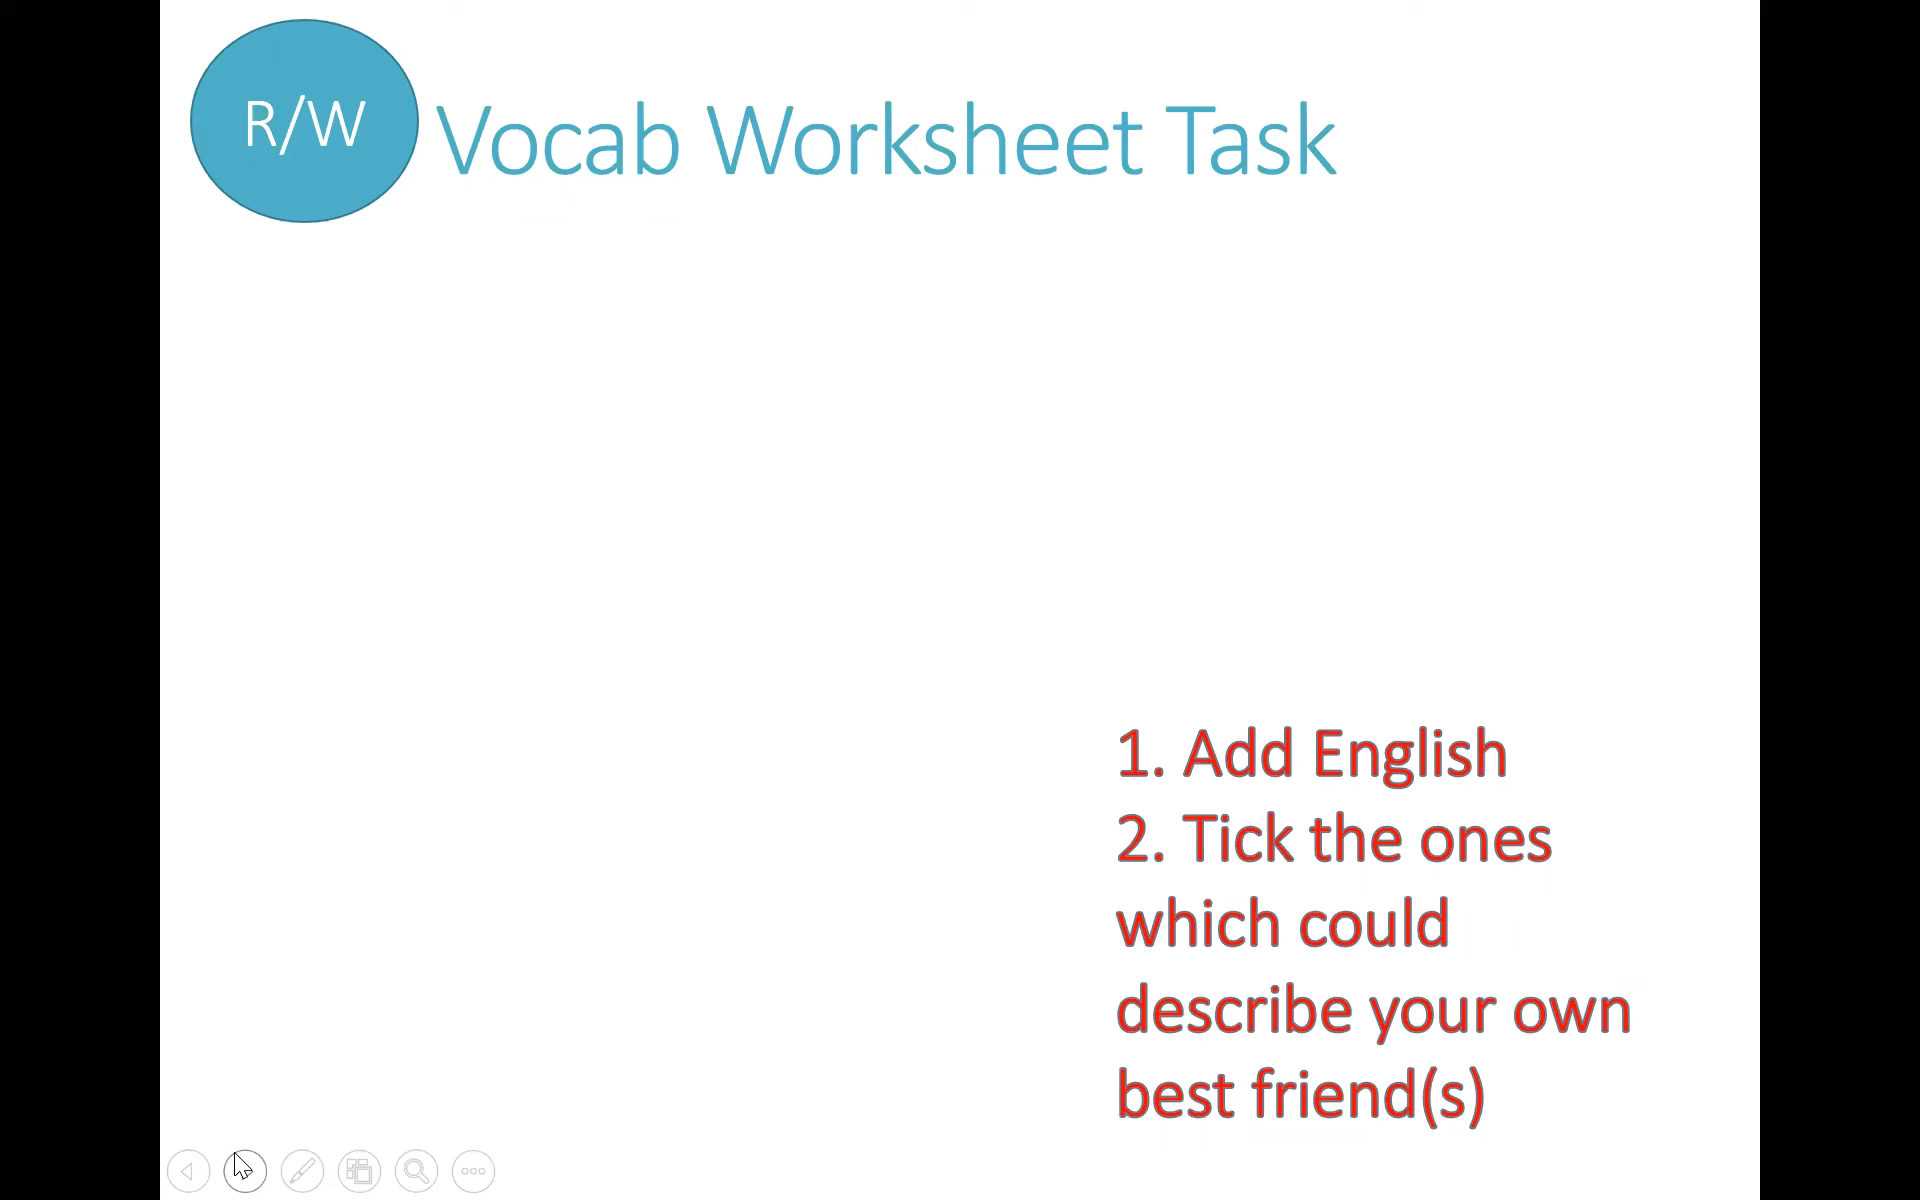 R/W
Vocab Worksheet Task
1. Add English
2. Tick the ones
which could
describe your own
best friend(s)